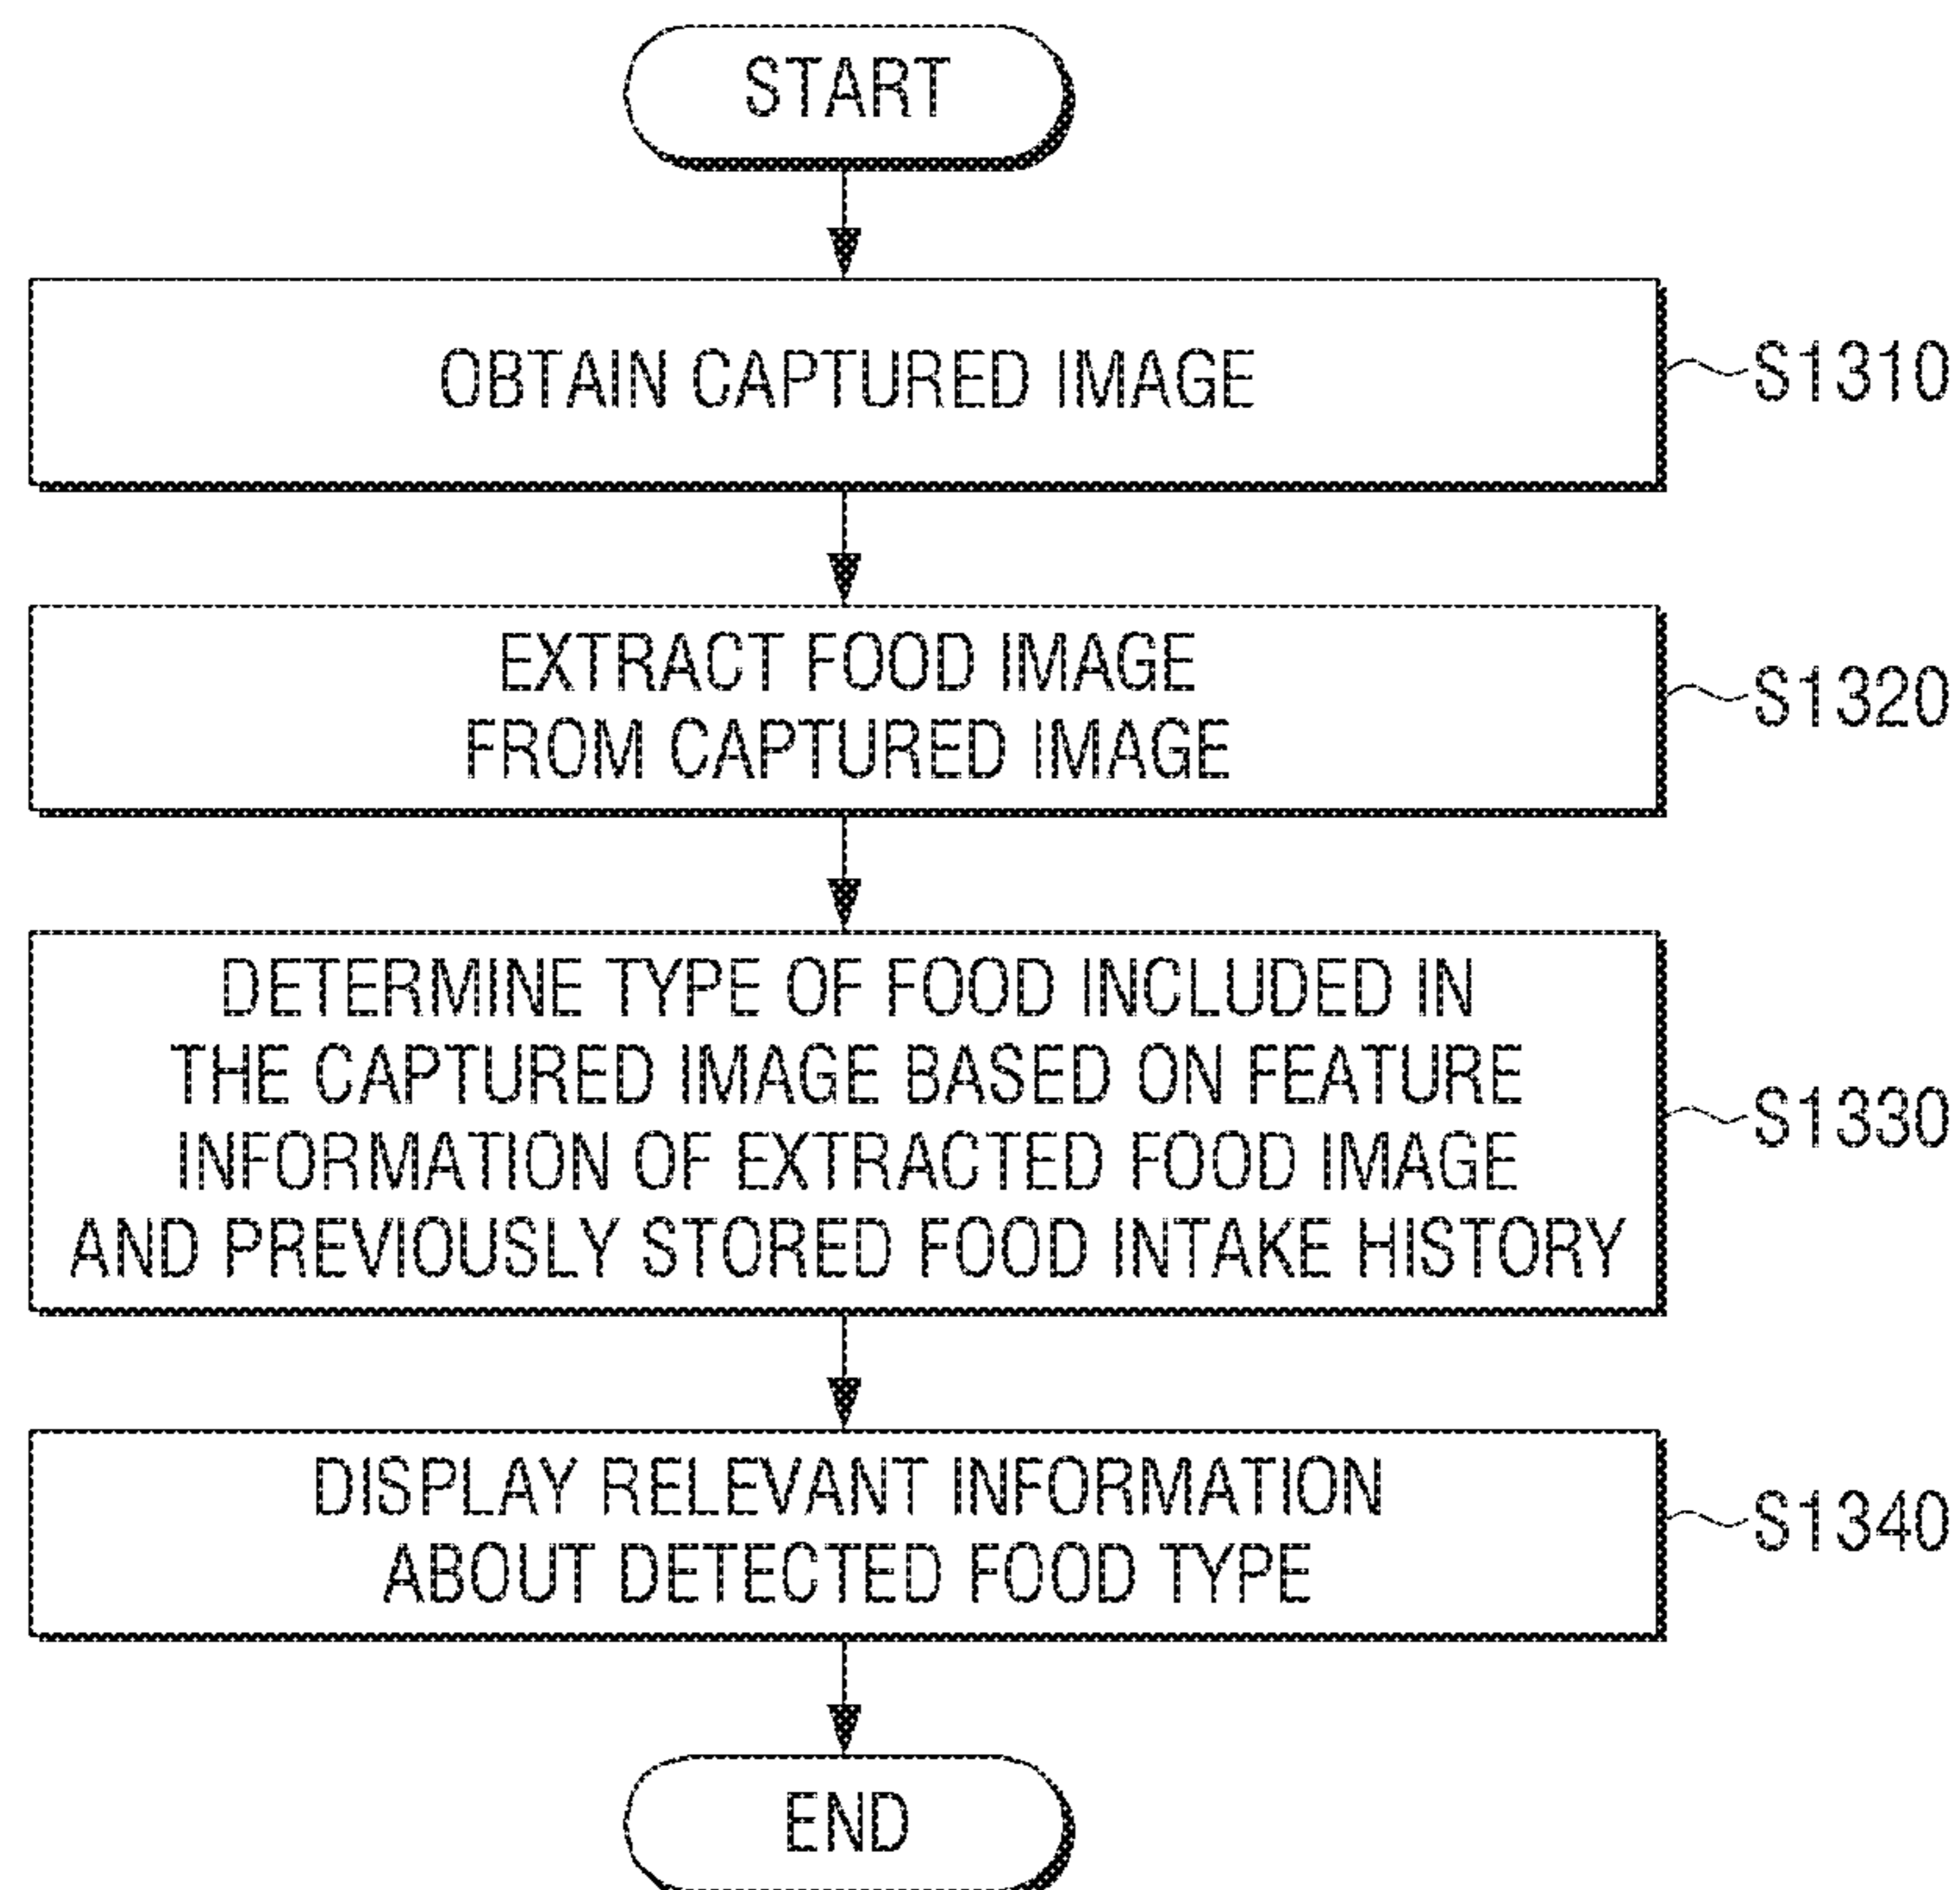 START
OBTAIN CAPTURED IMAGE
S1310
EXTRACT FOOD IMAGE
FROM CAPTURED IMAGE
S1320
DETERMINE TYPE OF FOOD INCLUDED IN
THE CAPTURED IMAGE BASED ON FEATURE
INFORMATION OF EXTRACTED FOOD IMAGE
AND PREVIOUSLY STORED FOOD INTAKE HISTORY
S1330
DISPLAY RELEVANT INFORMATION
ABOUT DETECTED FOOD TYPE
S1340
END